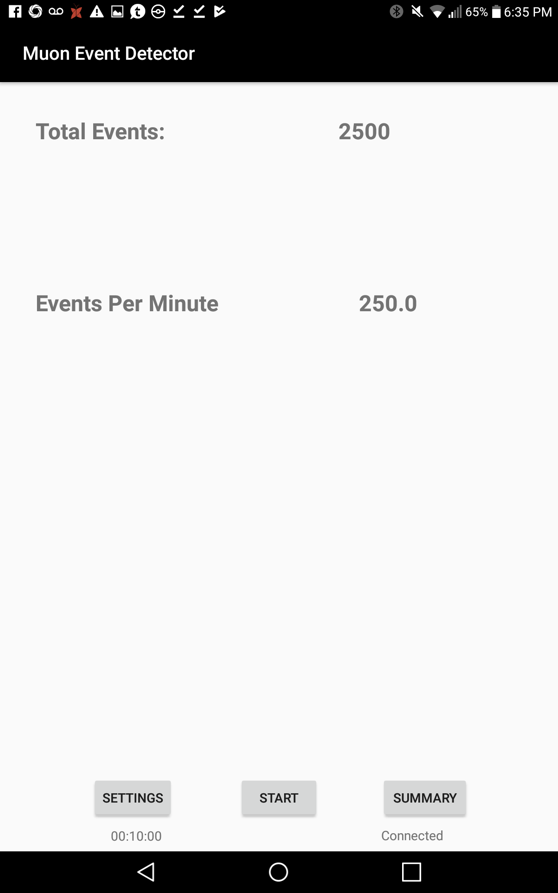 65% 6:35 PM
Muon Event Detector
Total Events: 2500
Events Per Minute 250.0
SETTINGS START SUMMARY
00:10:00 Connected